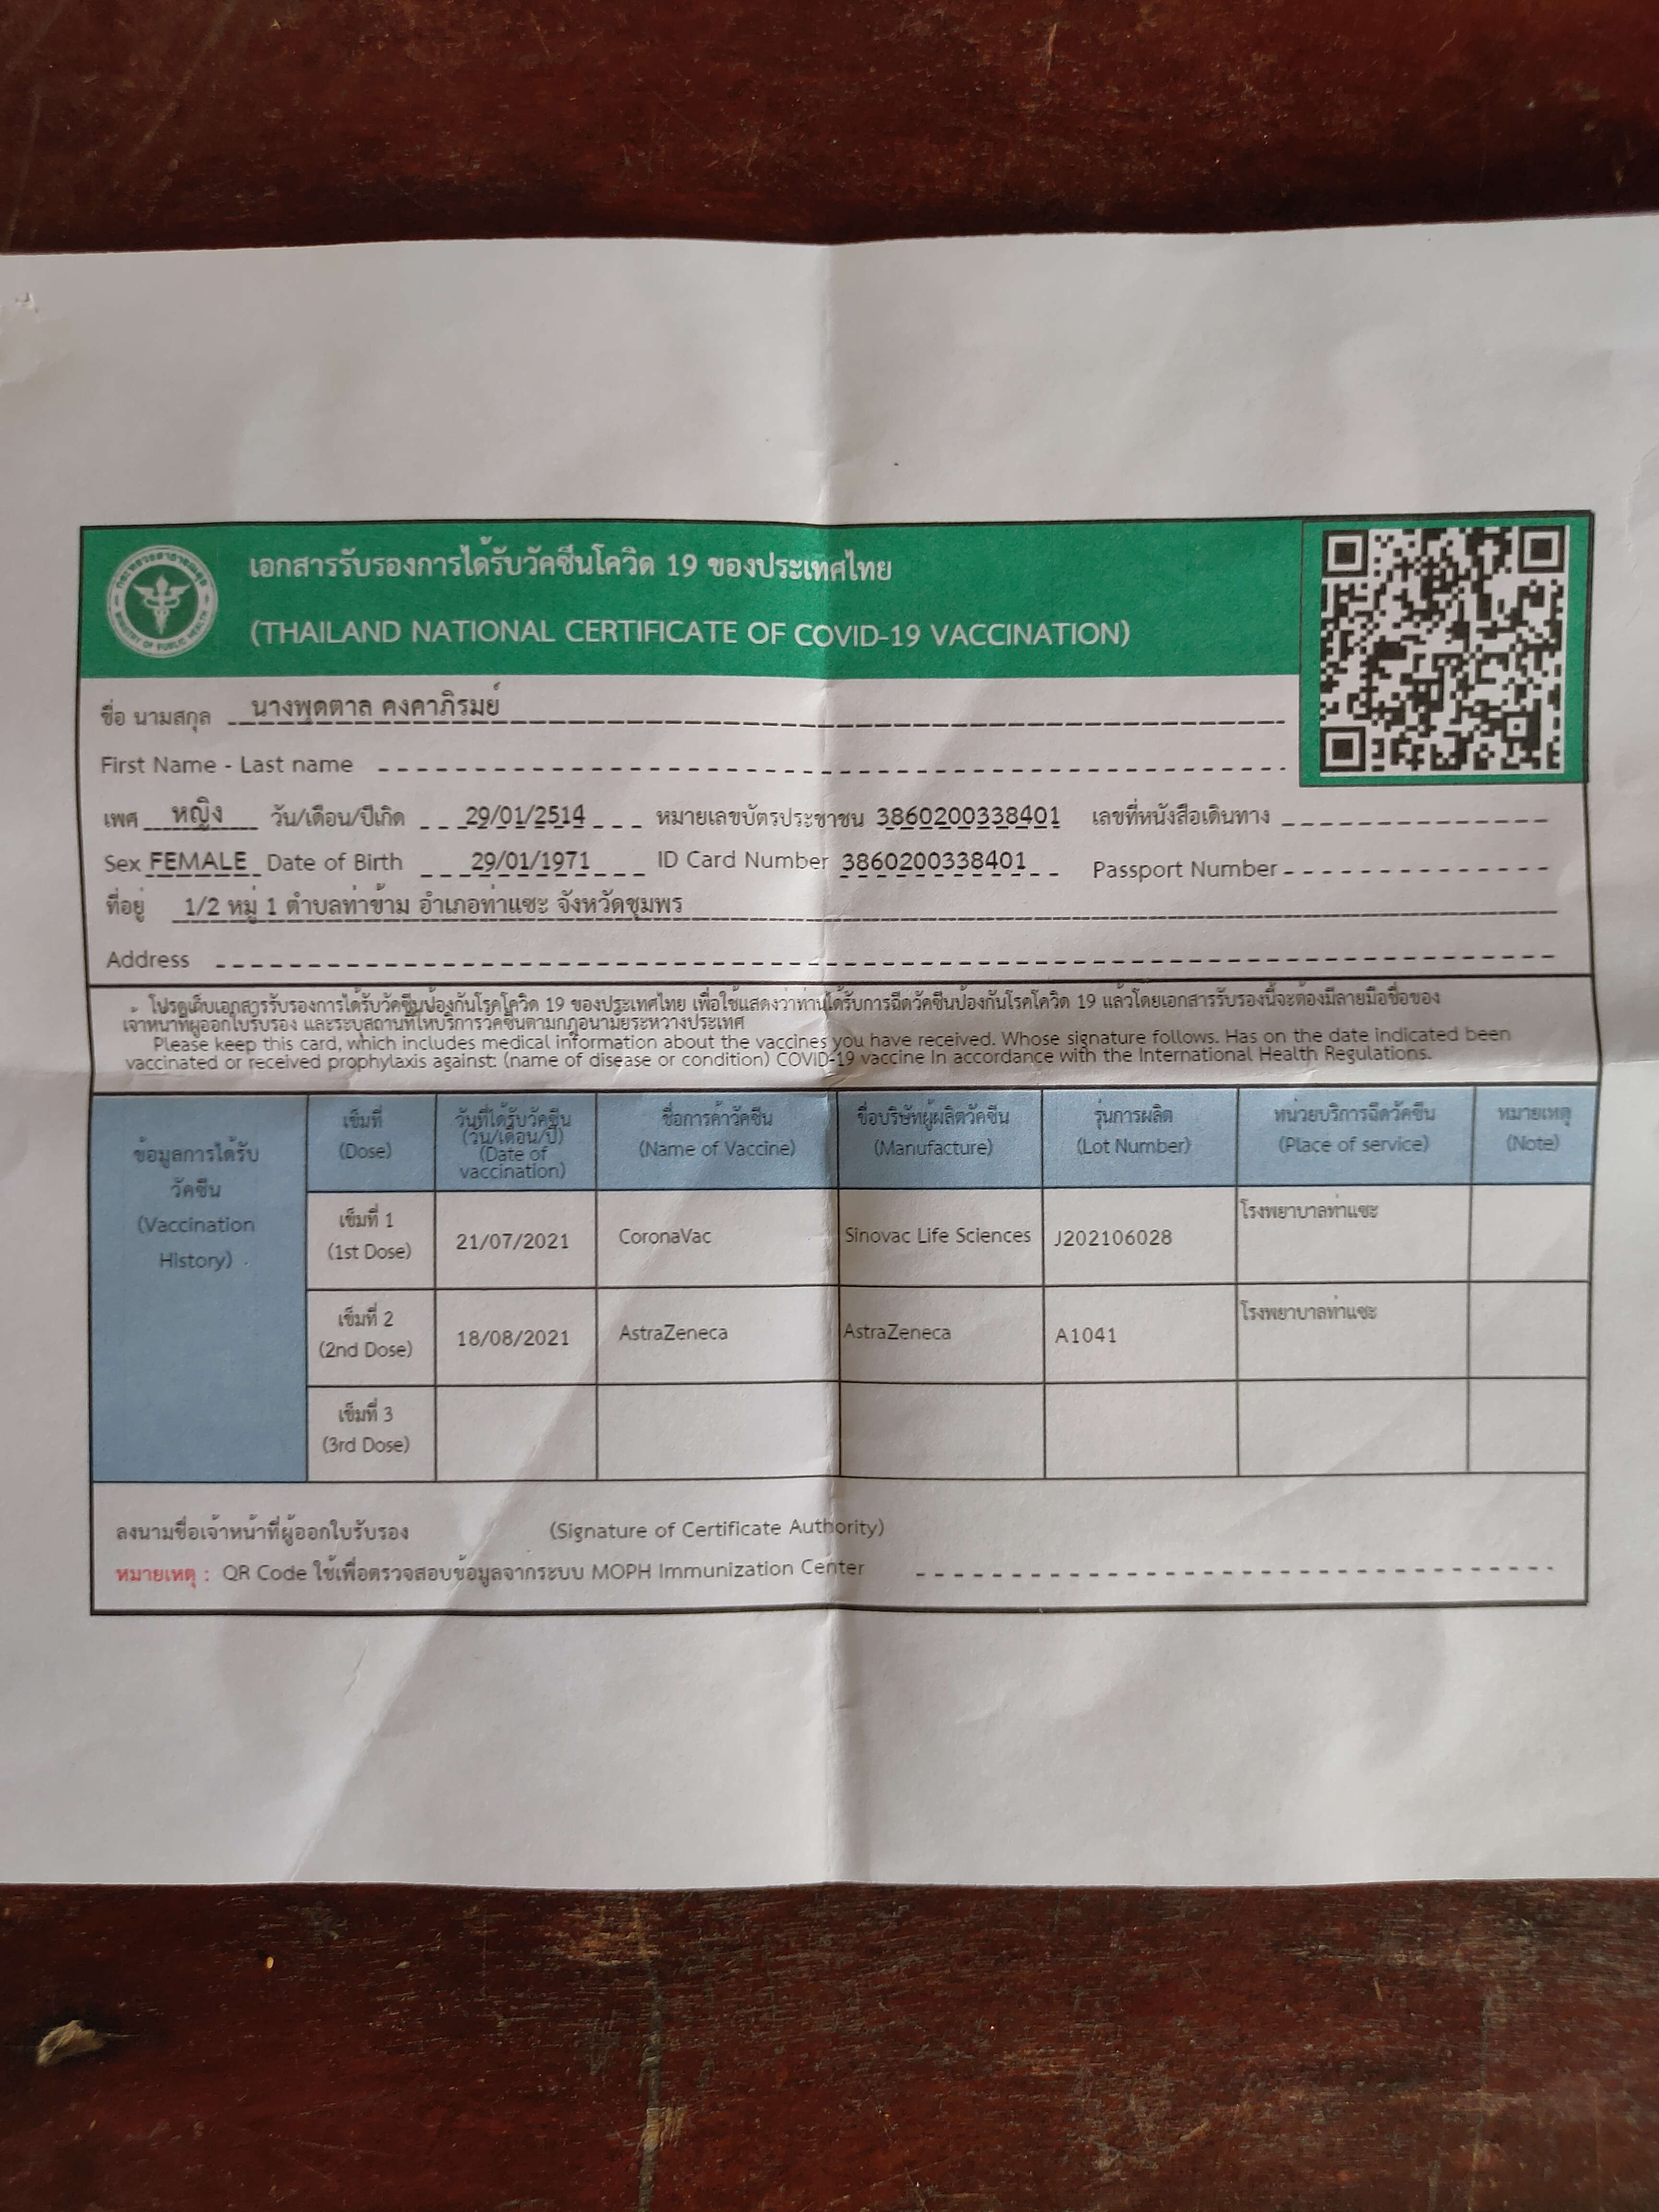 เอกสารรับรองการได้รับวัคซีนโควิด 19 ของประเทศไทย
(THAILAND NATIONAL CERTIFICATE OF COVID-19 VACCINATION)
กระทรวงสาธารณสุข
MINISTRY OF PUBLIC HEALTH
ชื่อ นามสกุล นางพุดตาล คงคาภิรมย์
First Name - Last name
เพศ หญิง วัน/เดือน/ปีเกิด 29/01/2514 หมายเลขบัตรประชาชน 3860200338401 เลขที่หนังสือเดินทาง
Sex FEMALE Date of Birth 29/01/1971 ID Card Number 3860200338401 Passport Number
ที่อยู่ 1/2 หมู่ 1 ตำบลท่าข้าม อำเภอท่าแซะ จังหวัดชุมพร
Address
โปรดเก็บเอกสารรับรองการได้รับวัคซีนป้องกันโรคโควิด 19 ของประเทศไทย เพื่อใช้แสดงว่าท่านได้รับการฉีดวัคซีนป้องกันโรคโควิด 19 แล้วโดยเอกสารรับรองนี้จะต้องมีลายมือชื่อของ
เจ้าหน้าที่ผู้ออกใบรับรอง และระบุสถานที่ให้บริการวัคซีนตามกฎอนามัยระหว่างประเทศ
Please keep this card, which includes medical information about the vaccines you have received. Whose signature follows. Has on the date indicated been
vaccinated or received prophylaxis against: (name of disease or condition) COVID-19 vaccine In accordance with the International Health Regulations.
ข้อมูลการได้รับ
วัคซีน
(Vaccination
History)
เข็มที่
(Dose)
วันที่ได้รับวัคซีน
(วัน/เดือน/ปี)
(Date of
vaccination)
ชื่อการค้าวัคซีน
(Name of Vaccine)
ชื่อบริษัทผู้ผลิตวัคซีน
(Manufacture)
รุ่นการผลิต
(Lot Number)
หน่วยบริการฉีดวัคซีน
(Place of service)
หมายเหตุ
(Note)
เข็มที่ 1
(1st Dose)
21/07/2021
CoronaVac
Sinovac Life Sciences
J202106028
โรงพยาบาลท่าแซะ
เข็มที่ 2
(2nd Dose)
18/08/2021
AstraZeneca
AstraZeneca
A1041
โรงพยาบาลท่าแซะ
เข็มที่ 3
(3rd Dose)
ลงนามชื่อเจ้าหน้าที่ผู้ออกใบรับรอง (Signature of Certificate Authority)
หมายเหตุ : QR Code ใช้เพื่อตรวจสอบข้อมูลจากระบบ MOPH Immunization Center